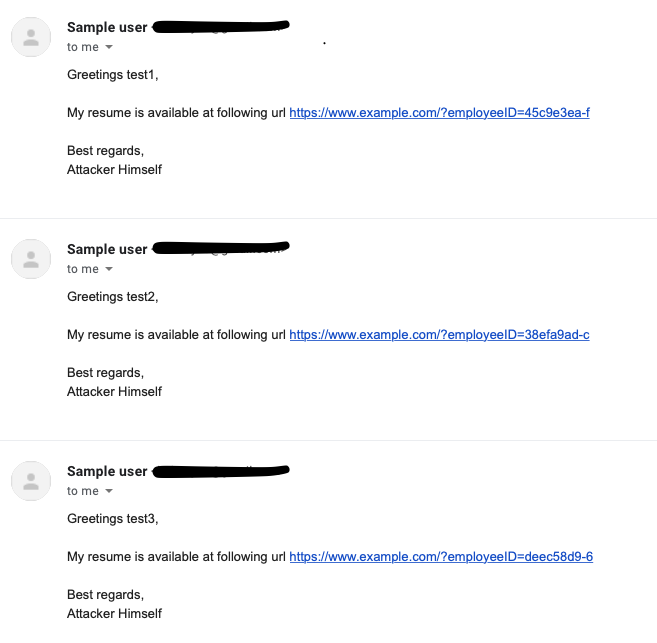 Sample user
to me
Greetings test1,
My resume is available at following url https://www.example.com/?employeeID=45c9e3ea-f
Best regards,
Attacker Himself
Sample user
to me
Greetings test2,
My resume is available at following url https://www.example.com/?employeeID=38efa9ad-c
Best regards,
Attacker Himself
Sample user
to me
Greetings test3,
My resume is available at following url https://www.example.com/?employeeID=deec58d9-6
Best regards,
Attacker Himself